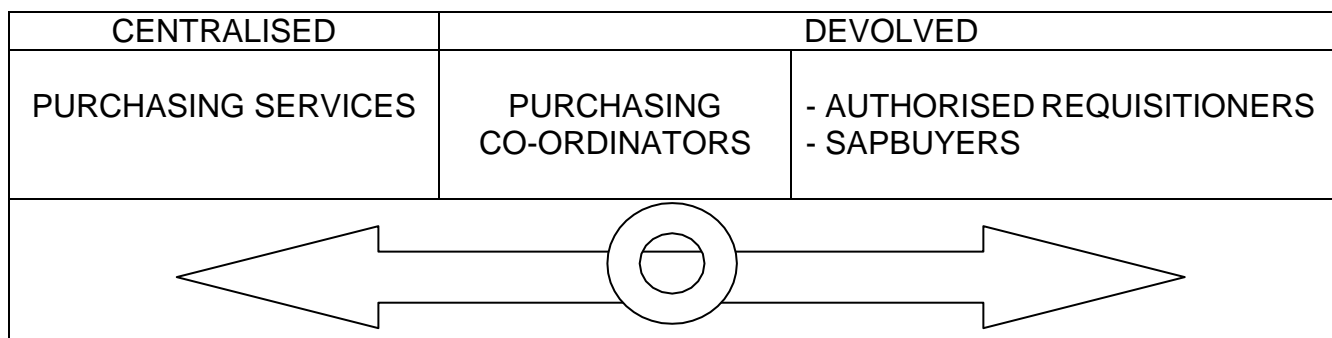 CENTRALISED
DEVOLVED
PURCHASING SERVICES
PURCHASING
CO-ORDINATORS
- AUTHORISED REQUISITIONERS
- SAPBUYERS